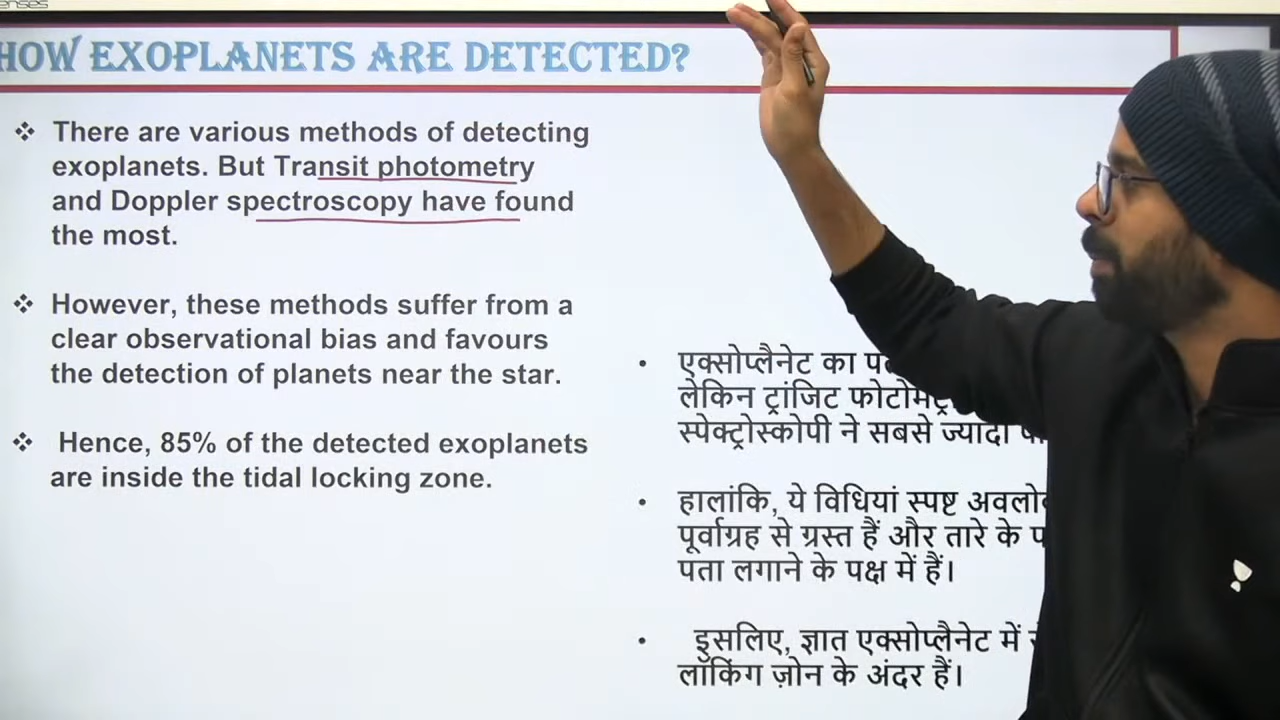 HOW EXOPLANETS ARE DETECTED?
❖ There are various methods of detecting
exoplanets. But Transit photometry
and Doppler spectroscopy have found
the most.
❖ However, these methods suffer from a
clear observational bias and favours
the detection of planets near the star.
❖ Hence, 85% of the detected exoplanets
are inside the tidal locking zone.
• एक्सोप्लैनेट का
लेकिन ट्रांजिट
स्पेक्ट्रोस्कोपी ने सबसे ज्यादा
• हालांकि, ये विधियां स्पष्ट
पूर्वाग्रह से ग्रस्त हैं और तारे के
पता लगाने के पक्ष में हैं।
• इसलिए, ज्ञात एक्सोप्लैनेट में
लॉकिंग ज़ोन के अंदर हैं।